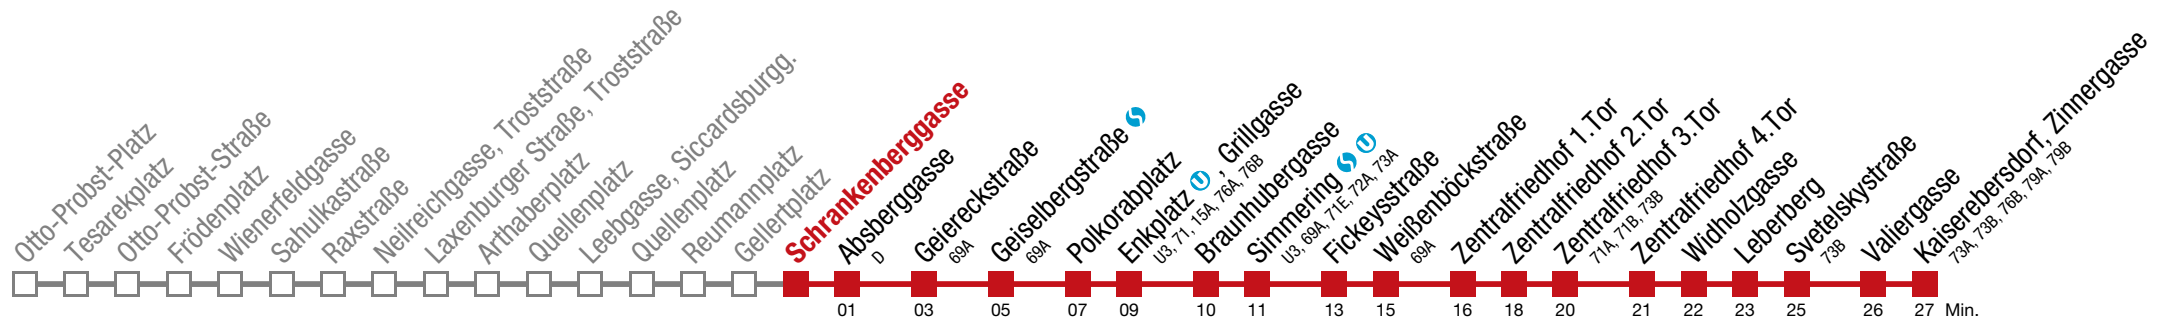 Otto-Probst-Platz
Tesarekplatz
Otto-Probst-Straße
Frödenplatz
Wienerfeldgasse
Sahulkastraße
Raxstraße
Neilreichgasse, Troststraße
Laxenburger Straße, Troststraße
Arthaberplatz
Quellenplatz
Leebgasse, Siccardsburgg.
Quellenplatz
Reumannplatz
Gellertplatz
Schrankenberggasse
Absberggasse
D
Geiereckstraße
69A
Geiselbergstraße S
69A
Polkorabplatz
Enkplatz U, Grillgasse
U3, 71, 15A, 76A, 76B
Braunhubergasse
Simmering S U
U3, 69A, 71E, 72A, 73A
Fickeysstraße
Weißenböckstraße
69A
Zentralfriedhof 1.Tor
Zentralfriedhof 2.Tor
Zentralfriedhof 3.Tor
71A, 71B, 73B
Zentralfriedhof 4.Tor
Widholzgasse
Leberberg
Svetelskystraße
73B
Valiergasse
Kaiserebersdorf, Zinnergasse
73A, 73B, 76B, 79A, 79B
01 03 05 07 09 10 11 13 15 16 18 20 21 22 23 25 26 27 Min.